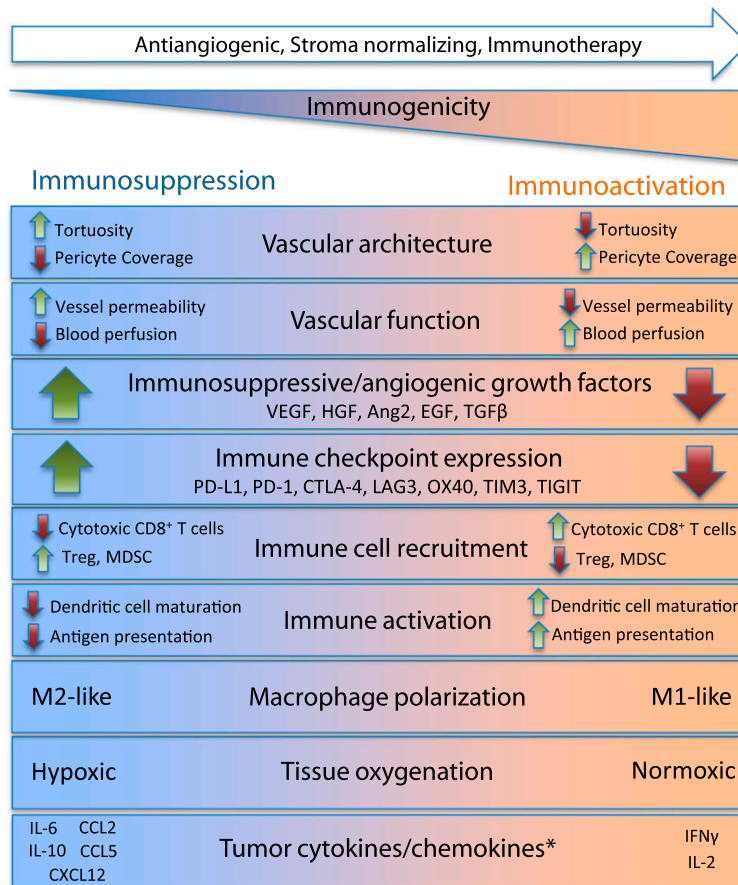 Antiangiogenic, Stroma normalizing, Immunotherapy
Immunogenicity
Immunosuppression
Immunoactivation
Tortuosity
Pericyte Coverage
Vascular architecture
Tortuosity
Pericyte Coverage
Vessel permeability
Blood perfusion
Vascular function
Vessel permeability
Blood perfusion
Immunosuppressive/angiogenic growth factors
VEGF, HGF, Ang2, EGF, TGFβ
Immune checkpoint expression
PD-L1, PD-1, CTLA-4, LAG3, OX40, TIM3, TIGIT
Cytotoxic CD8⁺ T cells
Treg, MDSC
Immune cell recruitment
Cytotoxic CD8⁺ T cells
Treg, MDSC
Dendritic cell maturation
Antigen presentation
Immune activation
Dendritic cell maturation
Antigen presentation
M2-like
Macrophage polarization
M1-like
Hypoxic
Tissue oxygenation
Normoxic
IL-6 CCL2
IL-10 CCL5
CXCL12
Tumor cytokines/chemokines*
IFNγ
IL-2